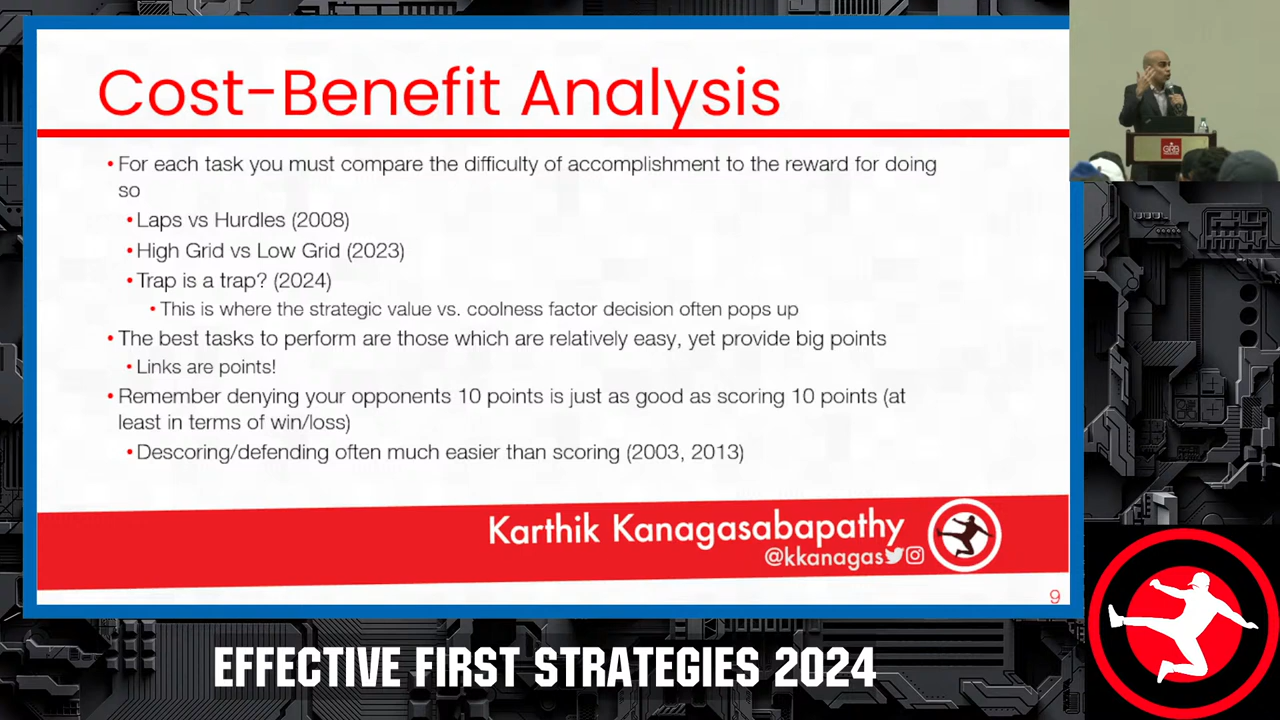 Cost-Benefit Analysis
• For each task you must compare the difficulty of accomplishment to the reward for doing
so
• Laps vs Hurdles (2008)
• High Grid vs Low Grid (2023)
• Trap is a trap? (2024)
• This is where the strategic value vs. coolness factor decision often pops up
• The best tasks to perform are those which are relatively easy, yet provide big points
• Links are points!
• Remember denying your opponents 10 points is just as good as scoring 10 points (at
least in terms of win/loss)
• Descoring/defending often much easier than scoring (2003, 2013)
Karthik Kanagasabapathy
@kkanagas
9
GRB
EFFECTIVE FIRST STRATEGIES 2024